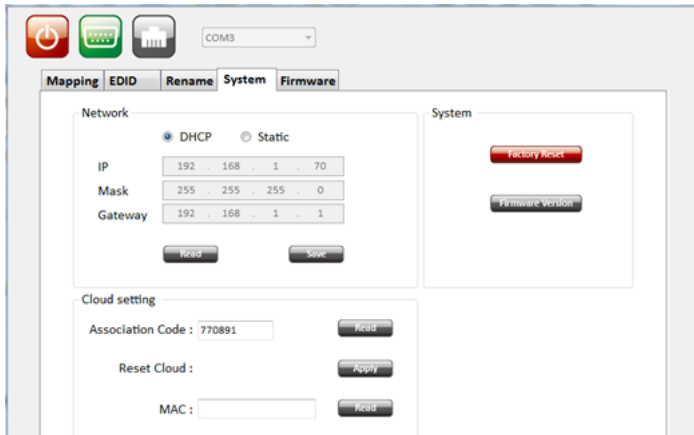 COM3
Mapping EDID Rename System Firmware
Network
DHCP Static
IP 192 . 168 . 1 . 70
Mask 255 . 255 . 255 . 0
Gateway 192 . 168 . 1 . 1
Read Save
System
Factory Reset
Firmware Version
Cloud setting
Association Code : 770891 Read
Reset Cloud : Apply
MAC : Read